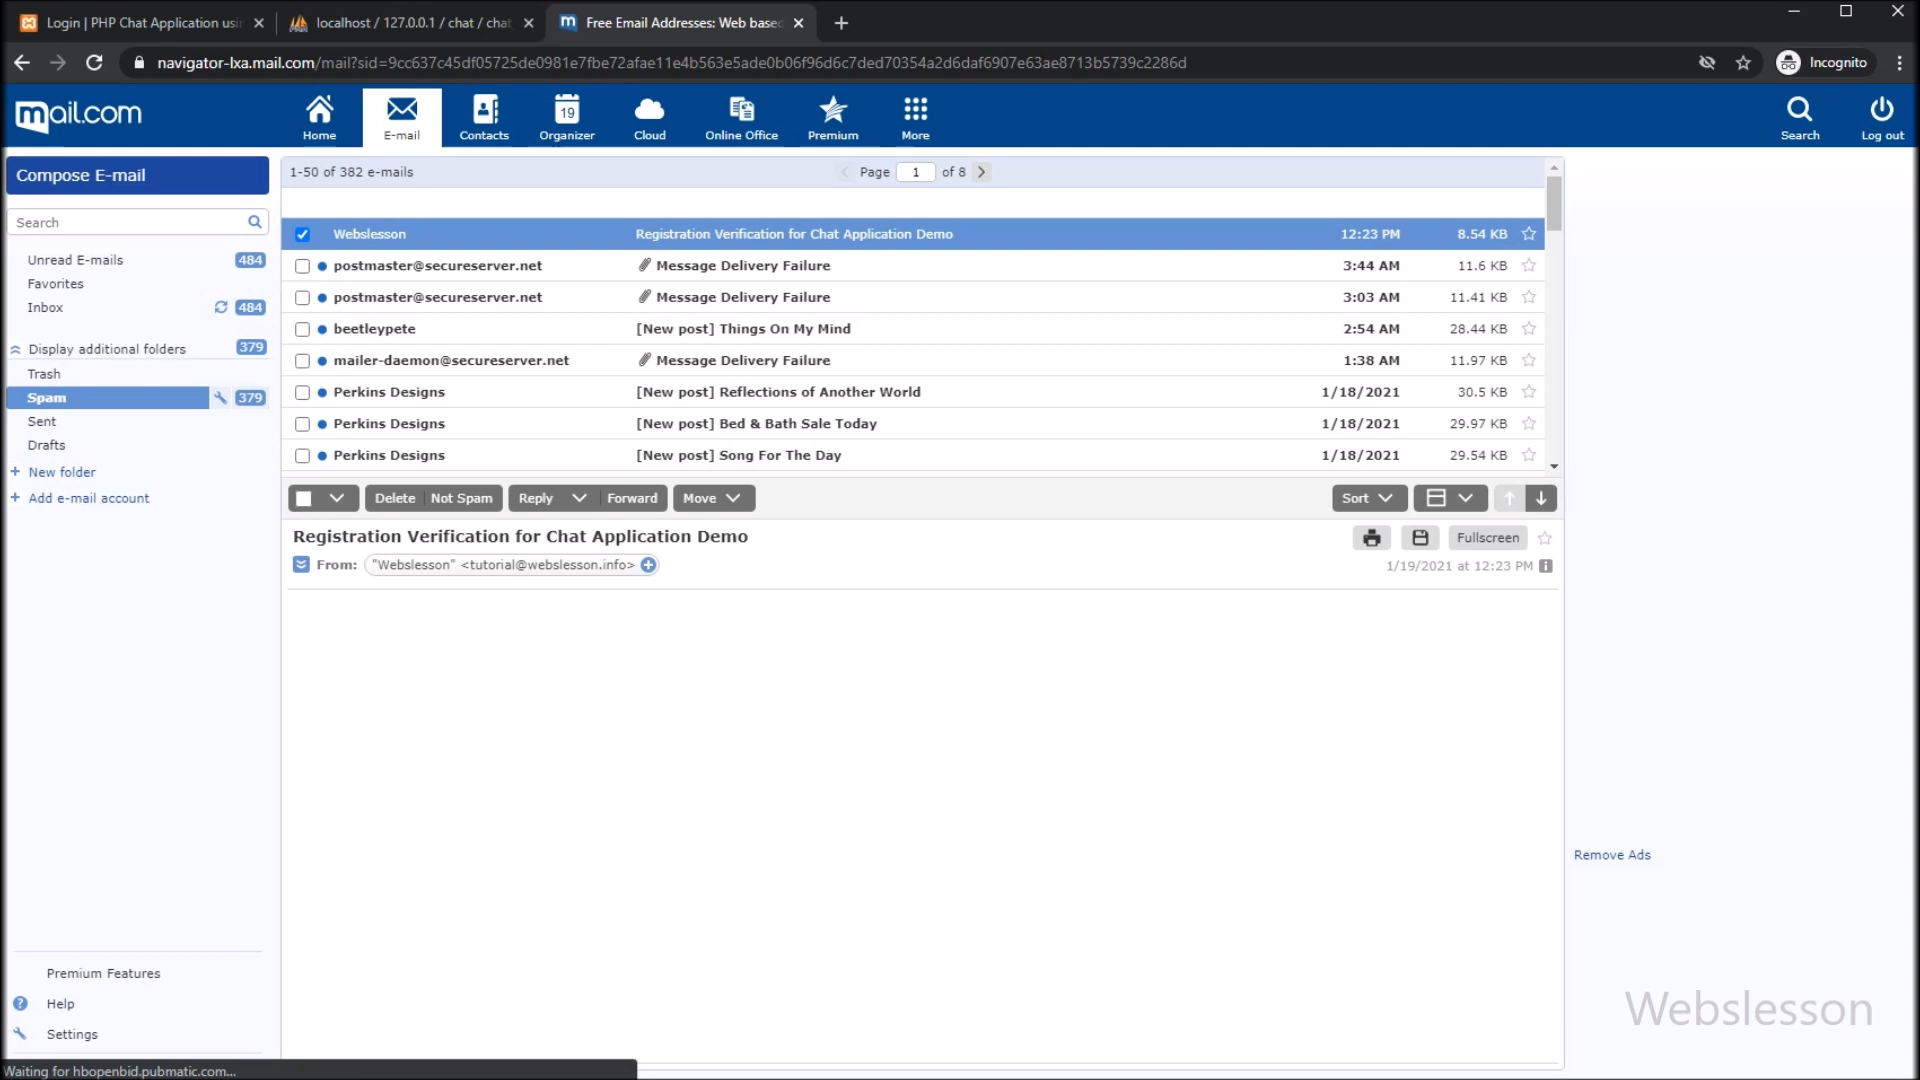 Login | PHP Chat Application usi
localhost / 127.0.0.1 / chat / cha
Free Email Addresses: Web base
navigator-lxa.mail.com/mail?sid=9cc637c45df05725de0981e7fbe72afae11e4b563e5ade0b06f96d6c7ded70354a2d6daf6907e63ae8713b5739c2286d
Incognito
mail.com
Home
E-mail
Contacts
19
Organizer
Cloud
Online Office
Premium
More
Search
Log out
Compose E-mail
Search
Unread E-mails 484
Favorites
Inbox 484
Display additional folders 379
Trash
Spam 379
Sent
Drafts
+ New folder
+ Add e-mail account
Premium Features
? Help
Settings
1-50 of 382 e-mails
Page 1 of 8
Webslesson Registration Verification for Chat Application Demo 12:23 PM 8.54 KB
postmaster@secureserver.net Message Delivery Failure 3:44 AM 11.6 KB
postmaster@secureserver.net Message Delivery Failure 3:03 AM 11.41 KB
beetleypete [New post] Things On My Mind 2:54 AM 28.44 KB
mailer-daemon@secureserver.net Message Delivery Failure 1:38 AM 11.97 KB
Perkins Designs [New post] Reflections of Another World 1/18/2021 30.5 KB
Perkins Designs [New post] Bed & Bath Sale Today 1/18/2021 29.97 KB
Perkins Designs [New post] Song For The Day 1/18/2021 29.54 KB
Delete Not Spam Reply Forward Move Sort
Registration Verification for Chat Application Demo
Fullscreen
From: "Webslesson" <tutorial@webslesson.info>
1/19/2021 at 12:23 PM
Remove Ads
Webslesson
Waiting for hbopenbid.pubmatic.com...